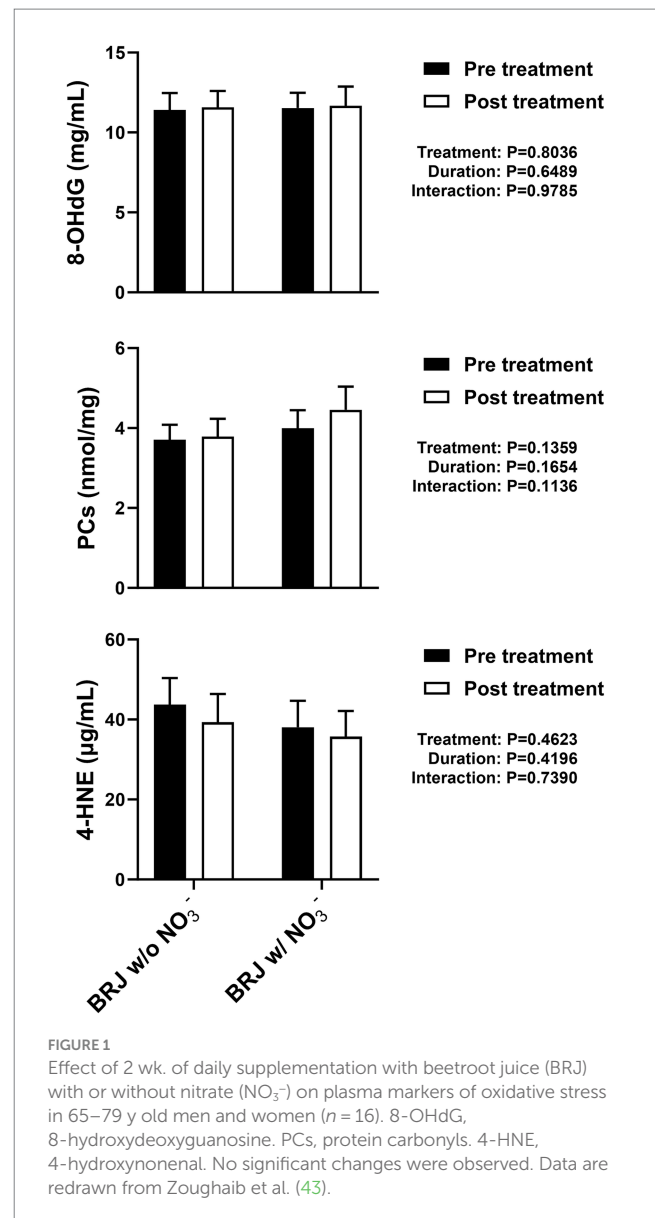 15
10
5
0
8-OHdG (mg/mL)
Pre treatment
Post treatment
Treatment: P=0.8036
Duration: P=0.6489
Interaction: P=0.9785
6
4
2
0
PCs (nmol/mg)
Pre treatment
Post treatment
Treatment: P=0.1359
Duration: P=0.1654
Interaction: P=0.1136
60
40
20
0
4-HNE (µg/mL)
Pre treatment
Post treatment
Treatment: P=0.4623
Duration: P=0.4196
Interaction: P=0.7390
BRJ w/o NO₃⁻
BRJ w/ NO₃⁻
FIGURE 1
Effect of 2 wk. of daily supplementation with beetroot juice (BRJ)
with or without nitrate (NO₃⁻) on plasma markers of oxidative stress
in 65–79 y old men and women (n = 16). 8-OHdG,
8-hydroxydeoxyguanosine. PCs, protein carbonyls. 4-HNE,
4-hydroxynonenal. No significant changes were observed. Data are
redrawn from Zoughaib et al. (43).